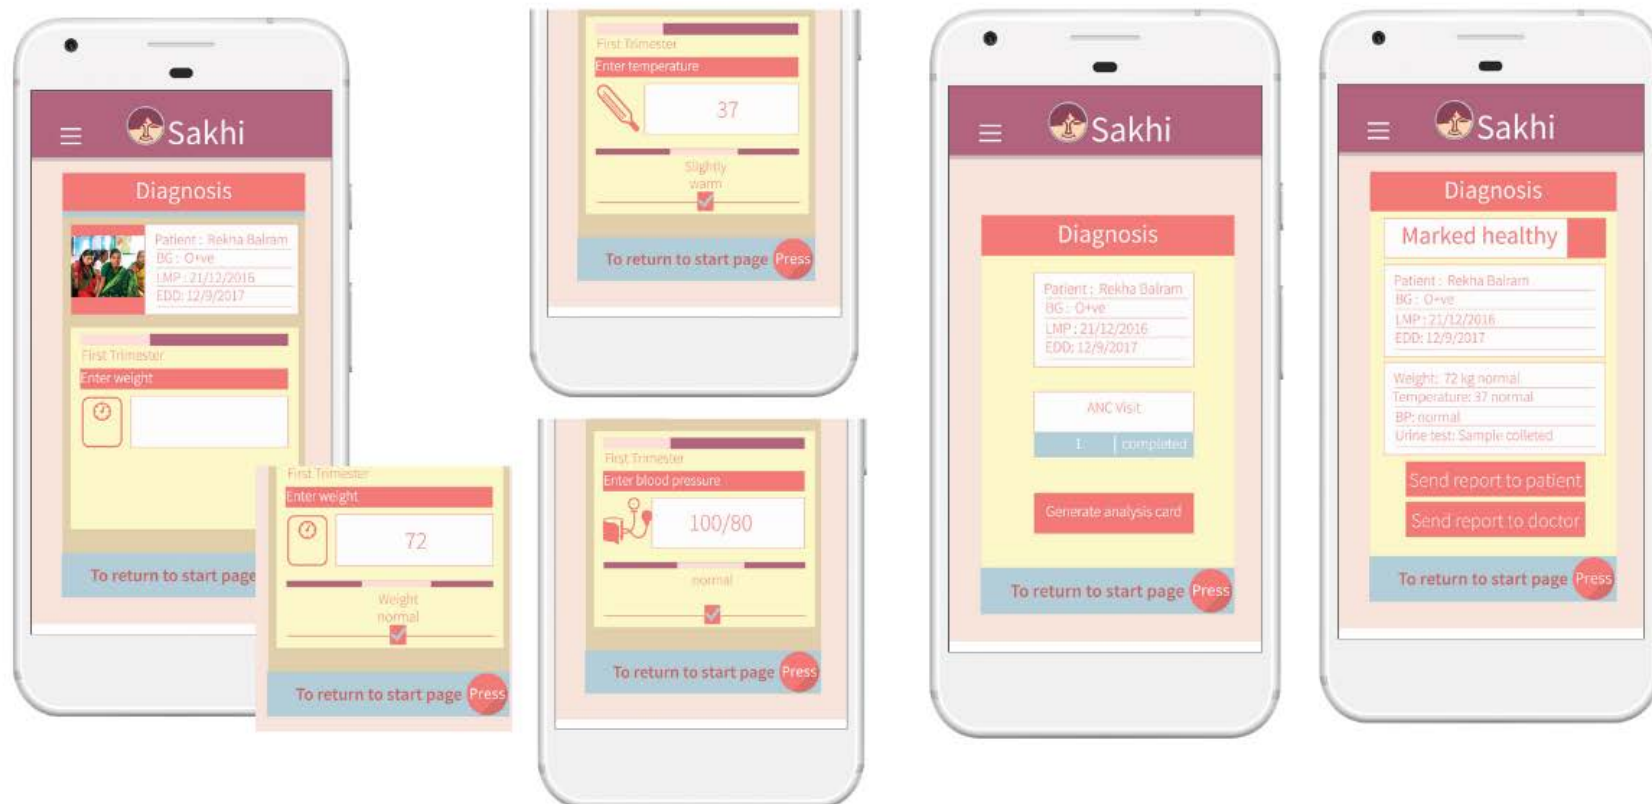 Sakhi
Diagnosis
Patient : Rekha Balram
BG : O+ve
LMP : 21/12/2016
EDD: 12/9/2017
First Trimester
Enter weight
To return to start page
First Trimester
Enter weight
72
Weight
normal
To return to start page Press
First Trimester
Enter temperature
37
Slightly
warm
To return to start page Press
First Trimester
Enter blood pressure
100/80
normal
To return to start page Press
Sakhi
Diagnosis
Patient : Rekha Balram
BG : O+ve
LMP : 21/12/2016
EDD: 12/9/2017
ANC Visit
1 completed
Generate analysis card
To return to start page Press
Sakhi
Diagnosis
Marked healthy
Patient : Rekha Balram
BG : O+ve
LMP : 21/12/2016
EDD: 12/9/2017
Weight: 72 kg normal
Temperature: 37 normal
BP: normal
Urine test: Sample colleted
Send report to patient
Send report to doctor
To return to start page Press